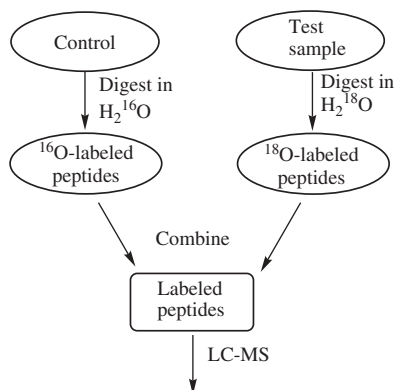 Control
Test
sample
Digest in
H₂¹⁶O
Digest in
H₂¹⁸O
¹⁶O-labeled
peptides
¹⁸O-labeled
peptides
Combine
Labeled
peptides
LC-MS